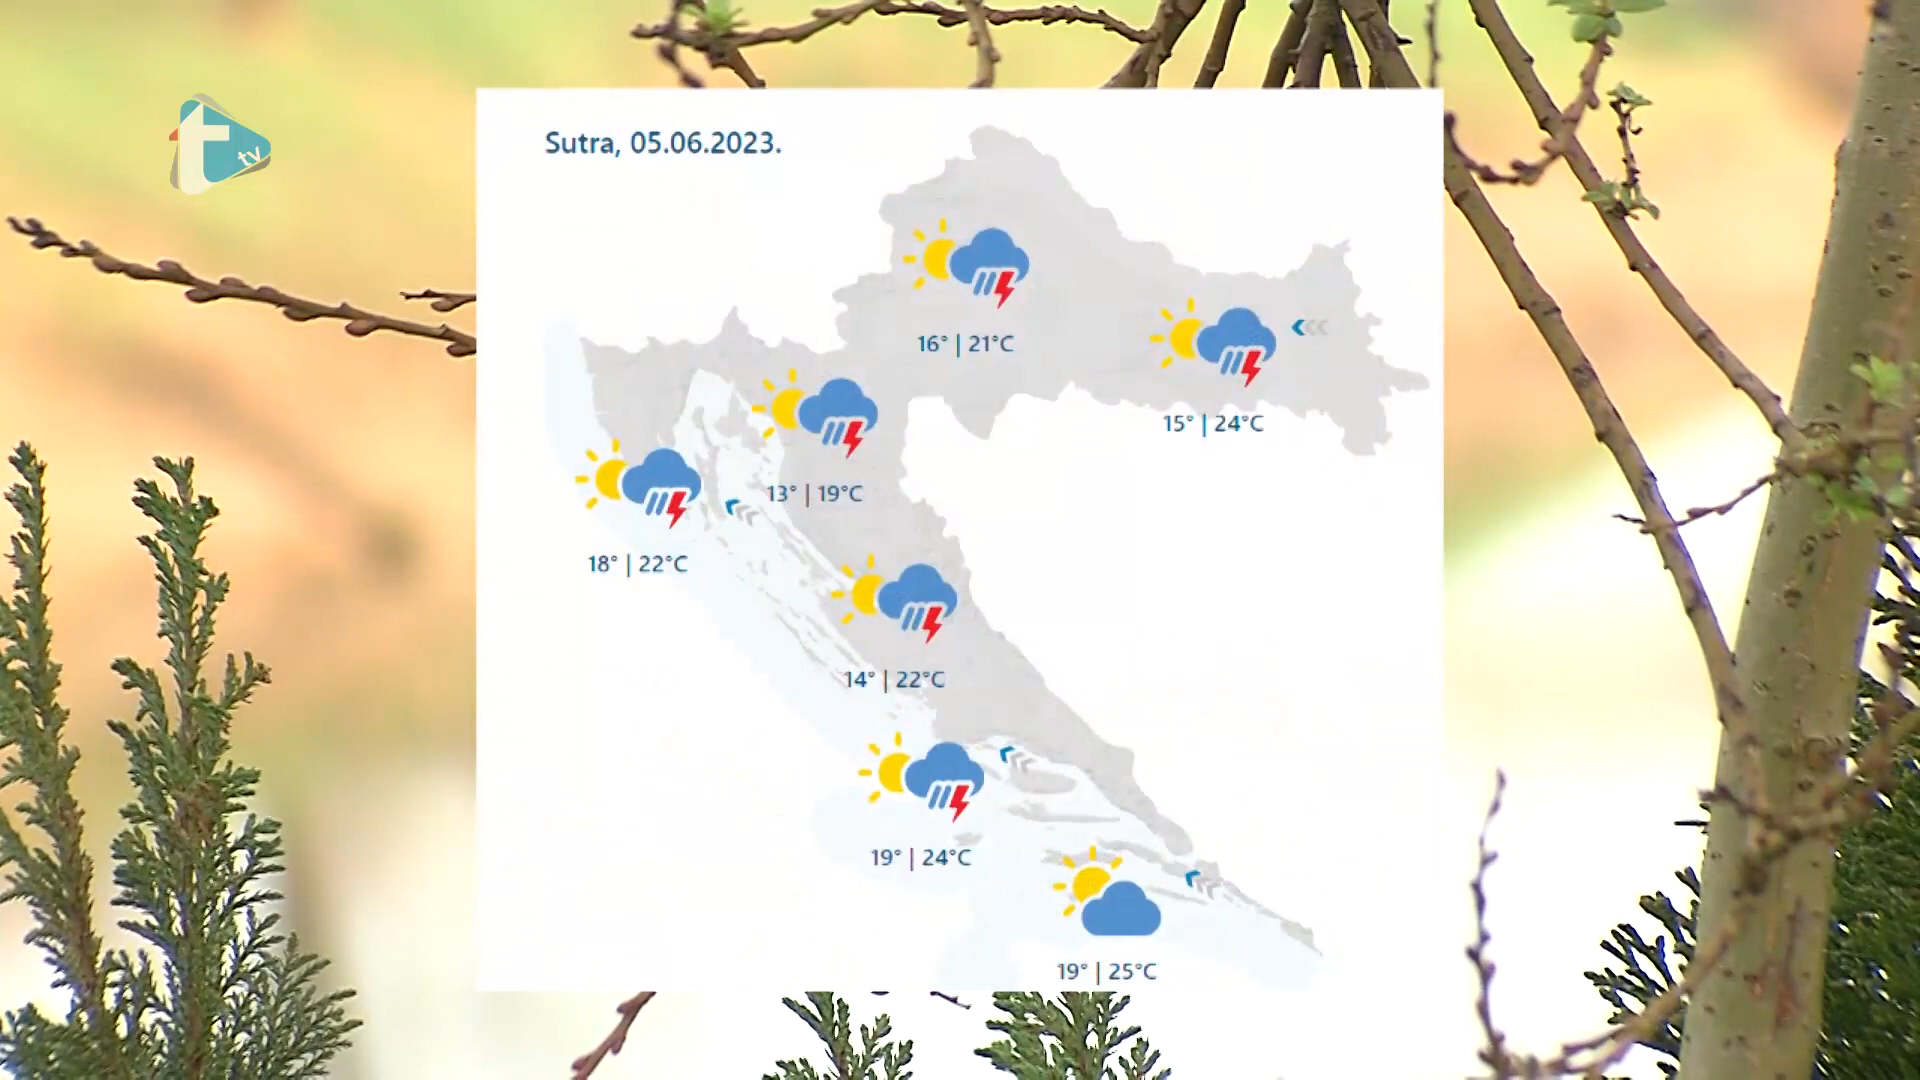 t
tv
Sutra, 05.06.2023.
16° | 21°C
15° | 24°C
13° | 19°C
18° | 22°C
14° | 22°C
19° | 24°C
19° | 25°C